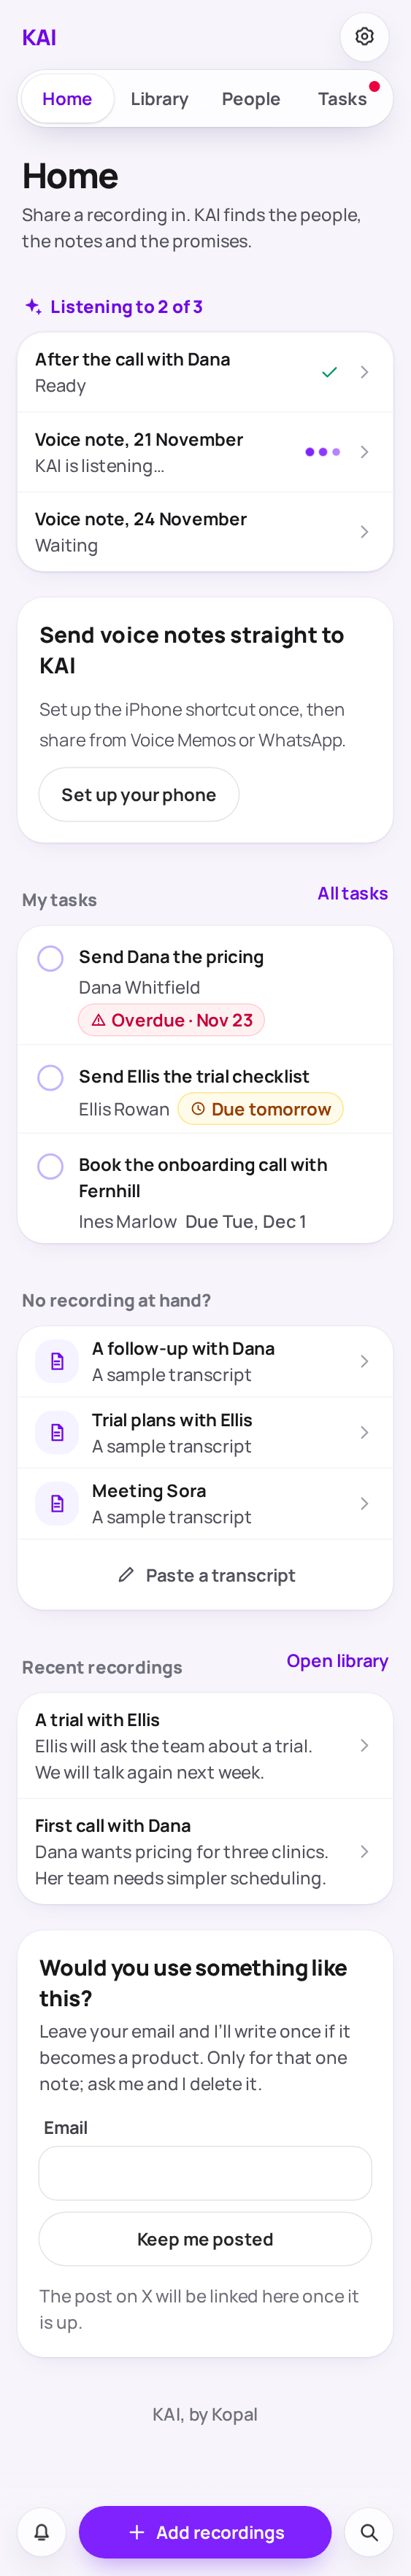 KAI
Home
Library
People
Tasks
Home
Share a recording in. KAI finds the people,
the notes and the promises.
Listening to 2 of 3
After the call with Dana
Ready
Voice note, 21 November
KAI is listening...
Voice note, 24 November
Waiting
Send voice notes straight to
KAI
Set up the iPhone shortcut once, then
share from Voice Memos or WhatsApp.
Set up your phone
My tasks
All tasks
Send Dana the pricing
Dana Whitfield
Overdue · Nov 23
Send Ellis the trial checklist
Ellis Rowan
Due tomorrow
Book the onboarding call with
Fernhill
Ines Marlow Due Tue, Dec 1
No recording at hand?
A follow-up with Dana
A sample transcript
Trial plans with Ellis
A sample transcript
Meeting Sora
A sample transcript
Paste a transcript
Recent recordings
Open library
A trial with Ellis
Ellis will ask the team about a trial.
We will talk again next week.
First call with Dana
Dana wants pricing for three clinics.
Her team needs simpler scheduling.
Would you use something like
this?
Leave your email and I’ll write once if it
becomes a product. Only for that one
note; ask me and I delete it.
Email
Keep me posted
The post on X will be linked here once it
is up.
KAI, by Kopal
Add recordings